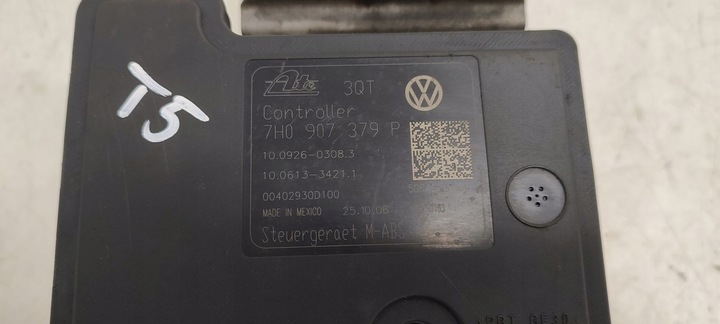 T5
Ate 3QT
Controller
7H0 907 379 P
10.0926-0308.3
10.0613-3421.1
00402930D100
MADE IN MEXICO 25.10.06
Steuergeraet M-ABS